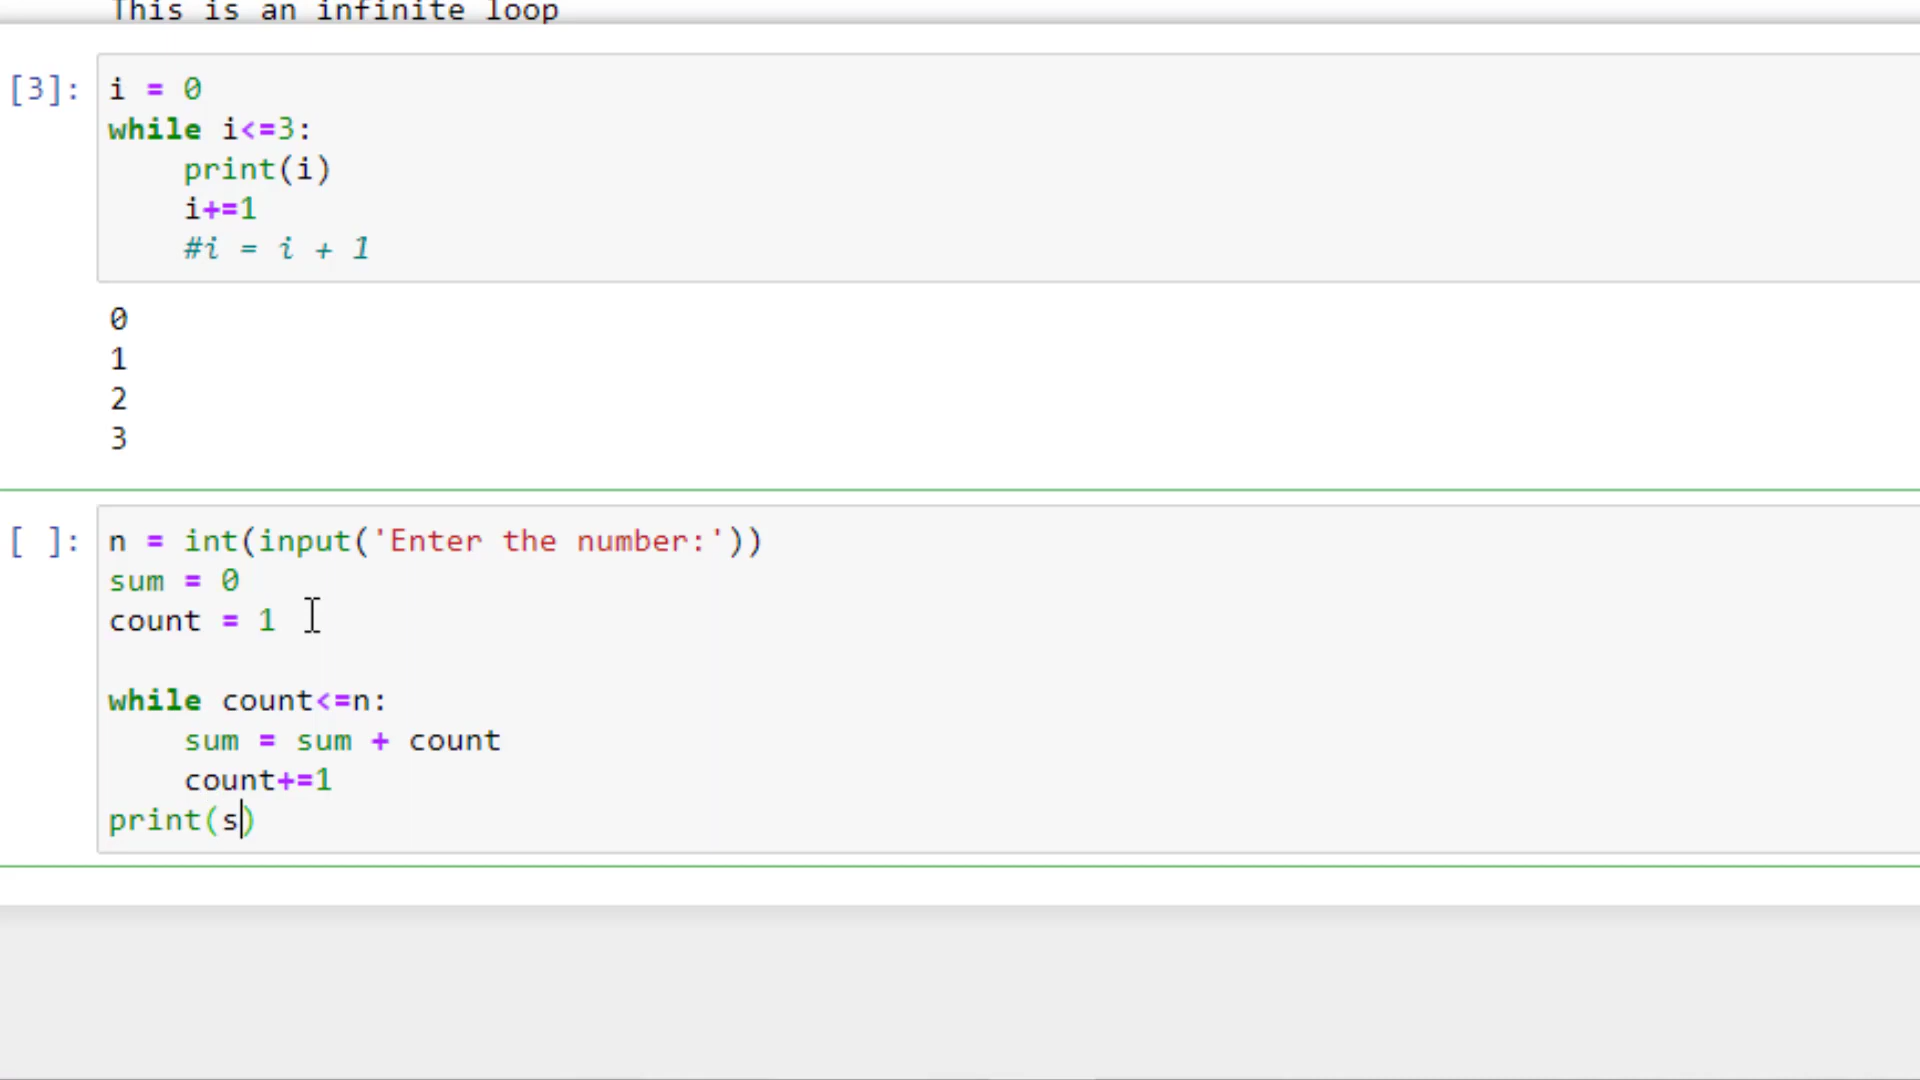 This is an infinite loop
[3]: i = 0
while i<=3:
    print(i)
    i+=1
    #i = i + 1
0
1
2
3
[ ]: n = int(input('Enter the number:'))
sum = 0
count = 1
while count<=n:
    sum = sum + count
    count+=1
print(s)